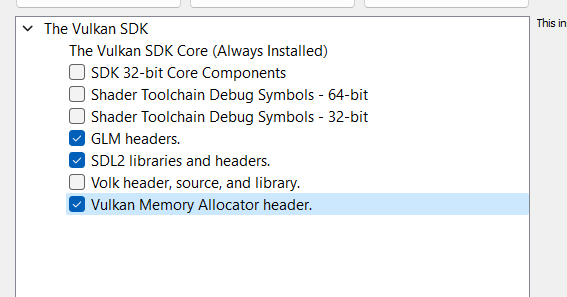 This in
The Vulkan SDK
The Vulkan SDK Core (Always Installed)
SDK 32-bit Core Components
Shader Toolchain Debug Symbols - 64-bit
Shader Toolchain Debug Symbols - 32-bit
GLM headers.
SDL2 libraries and headers.
Volk header, source, and library.
Vulkan Memory Allocator header.